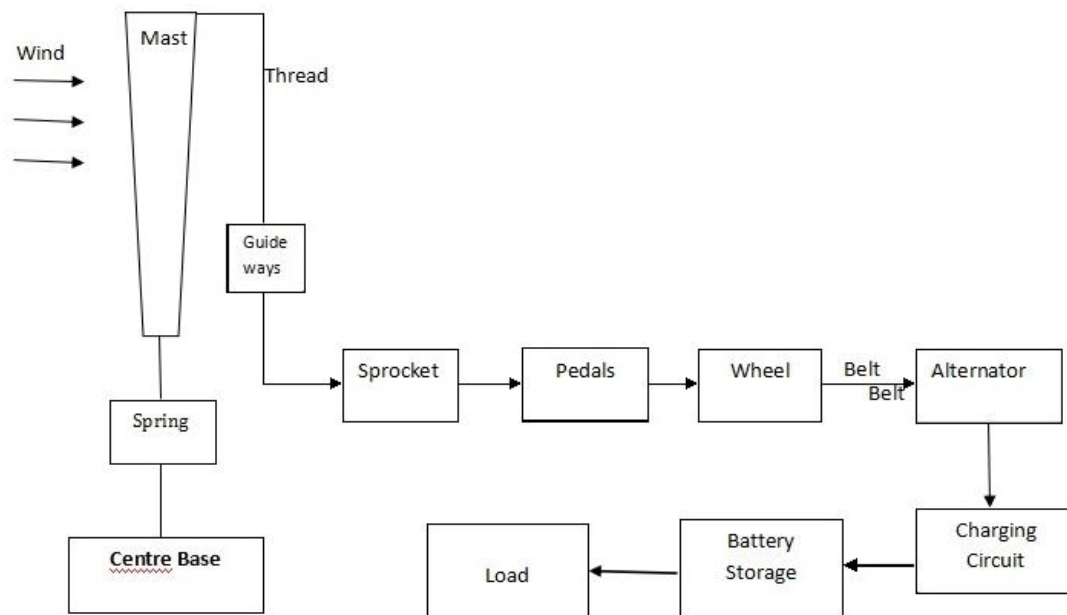 Mast
Wind
Thread
Guide
ways
Sprocket
Pedals
Wheel
Belt
Belt
Alternator
Spring
Centre Base
Load
Battery
Storage
Charging
Circuit